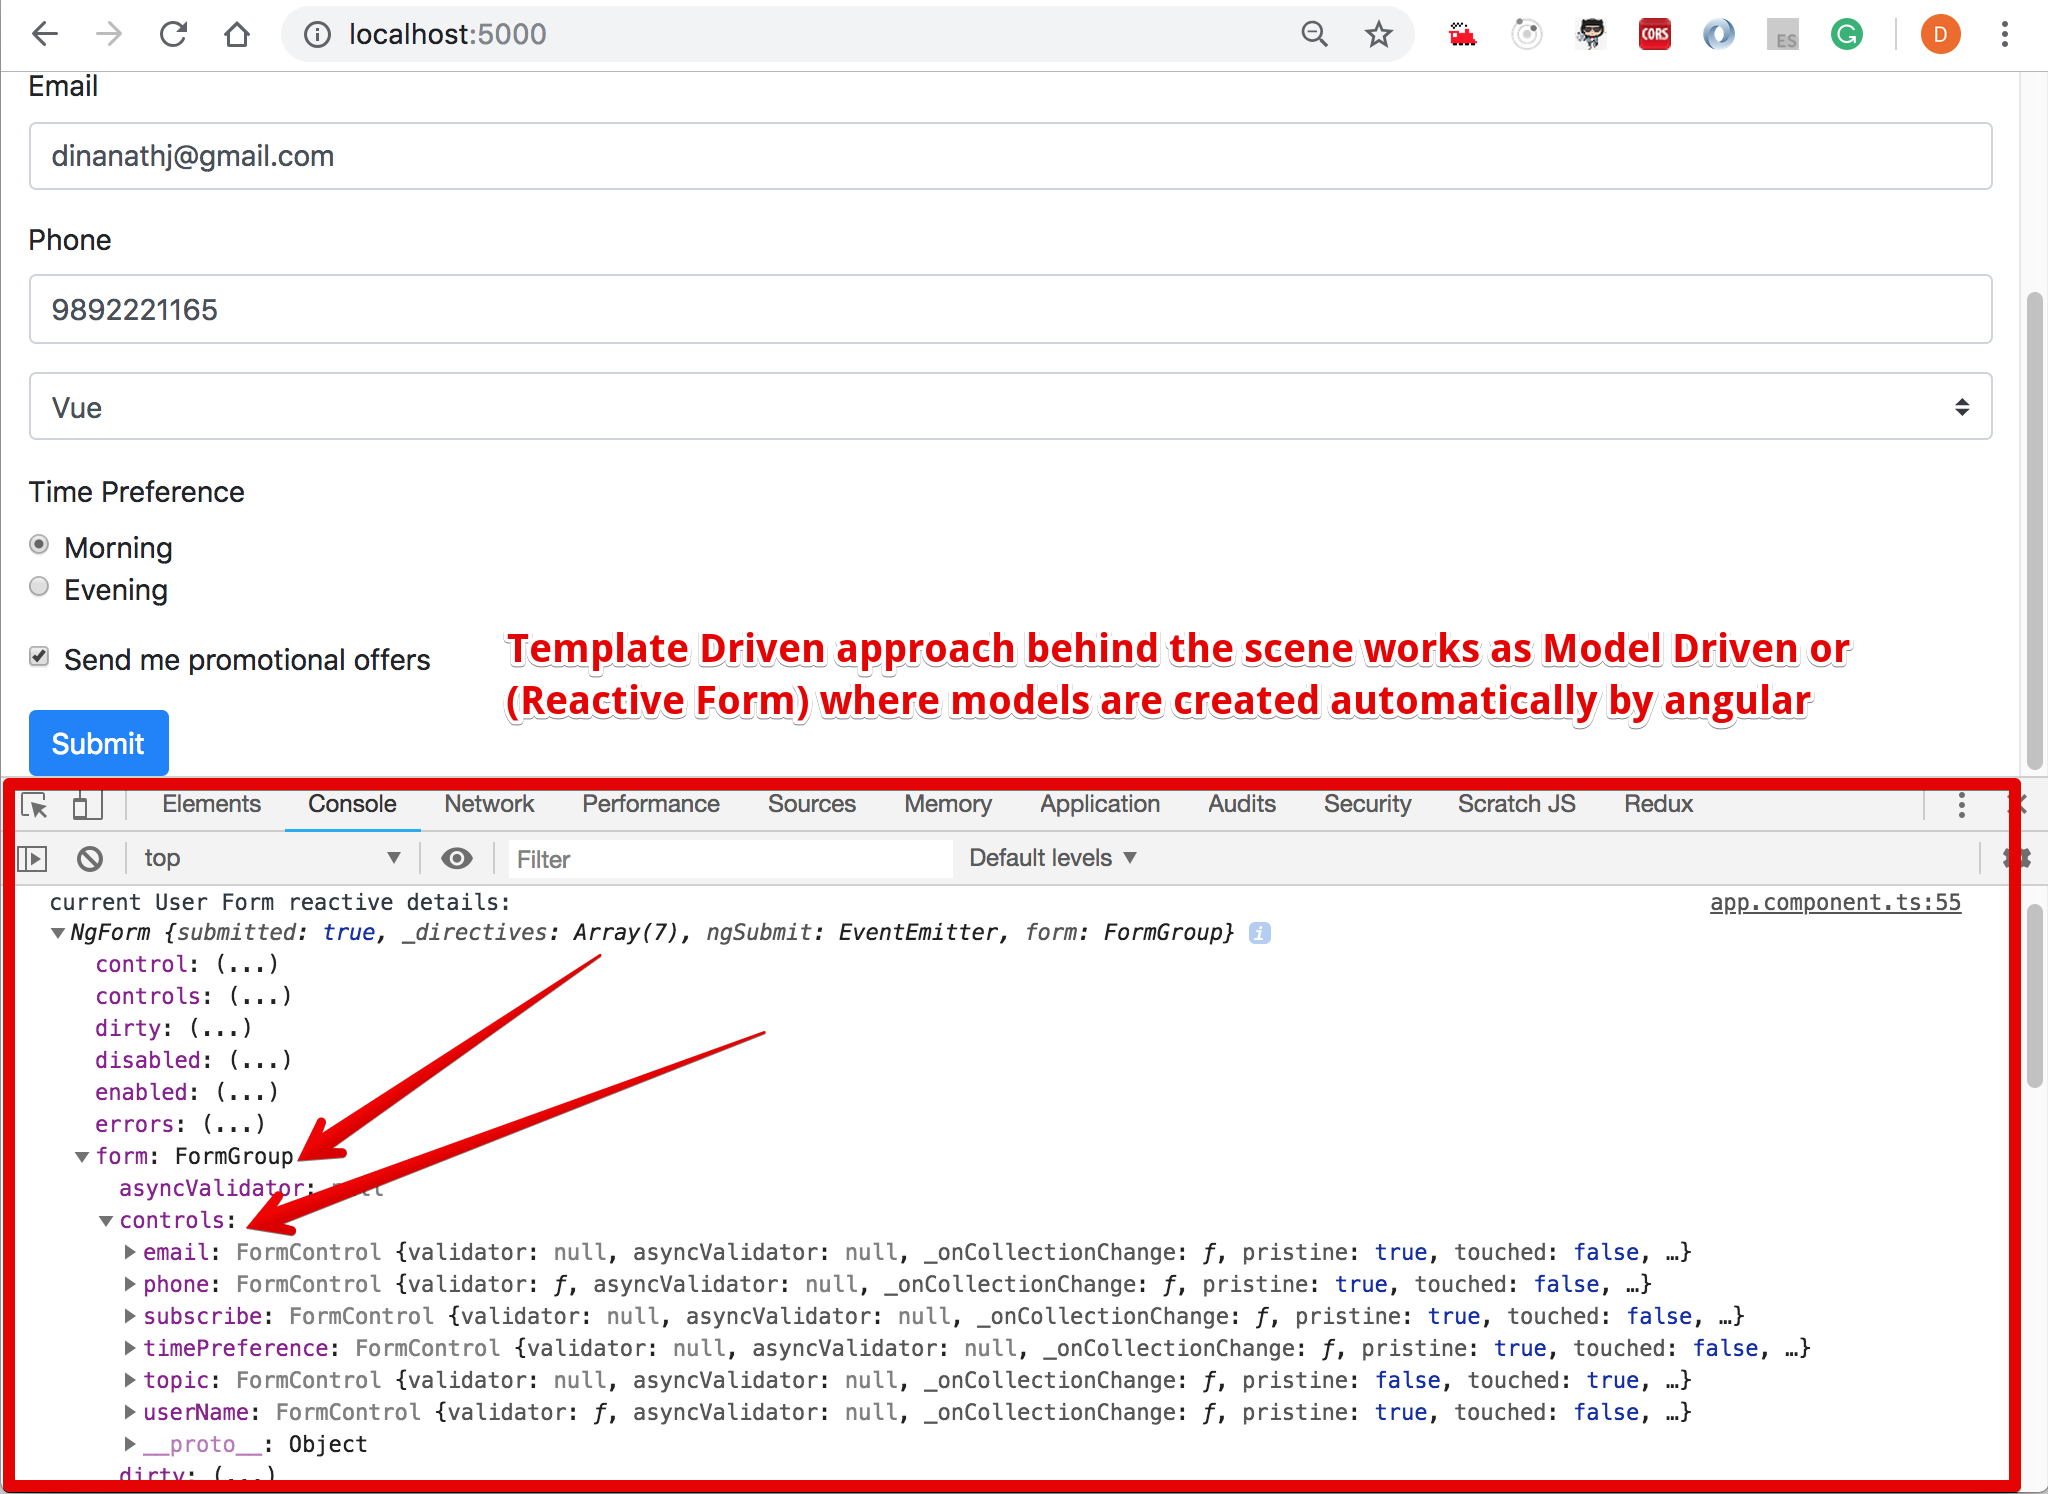 localhost:5000
CORS
ES
G
D
Email
dinanathj@gmail.com
Phone
9892221165
Vue
Time Preference
Morning
Evening
Send me promotional offers
Template Driven approach behind the scene works as Model Driven or
(Reactive Form) where models are created automatically by angular
Submit
Elements Console Network Performance Sources Memory Application Audits Security Scratch JS Redux
top Filter Default levels
current User Form reactive details: app.component.ts:55
NgForm {submitted: true, _directives: Array(7), ngSubmit: EventEmitter, form: FormGroup} i
control: (...)
controls: (...)
dirty: (...)
disabled: (...)
enabled: (...)
errors: (...)
form: FormGroup
asyncValidator: null
controls:
email: FormControl {validator: null, asyncValidator: null, _onCollectionChange: ƒ, pristine: true, touched: false, …}
phone: FormControl {validator: ƒ, asyncValidator: null, _onCollectionChange: ƒ, pristine: true, touched: false, …}
subscribe: FormControl {validator: null, asyncValidator: null, _onCollectionChange: ƒ, pristine: true, touched: false, …}
timePreference: FormControl {validator: null, asyncValidator: null, _onCollectionChange: ƒ, pristine: true, touched: false, …}
topic: FormControl {validator: null, asyncValidator: null, _onCollectionChange: ƒ, pristine: false, touched: true, …}
userName: FormControl {validator: ƒ, asyncValidator: null, _onCollectionChange: ƒ, pristine: true, touched: false, …}
__proto__: Object
dirty: (...)